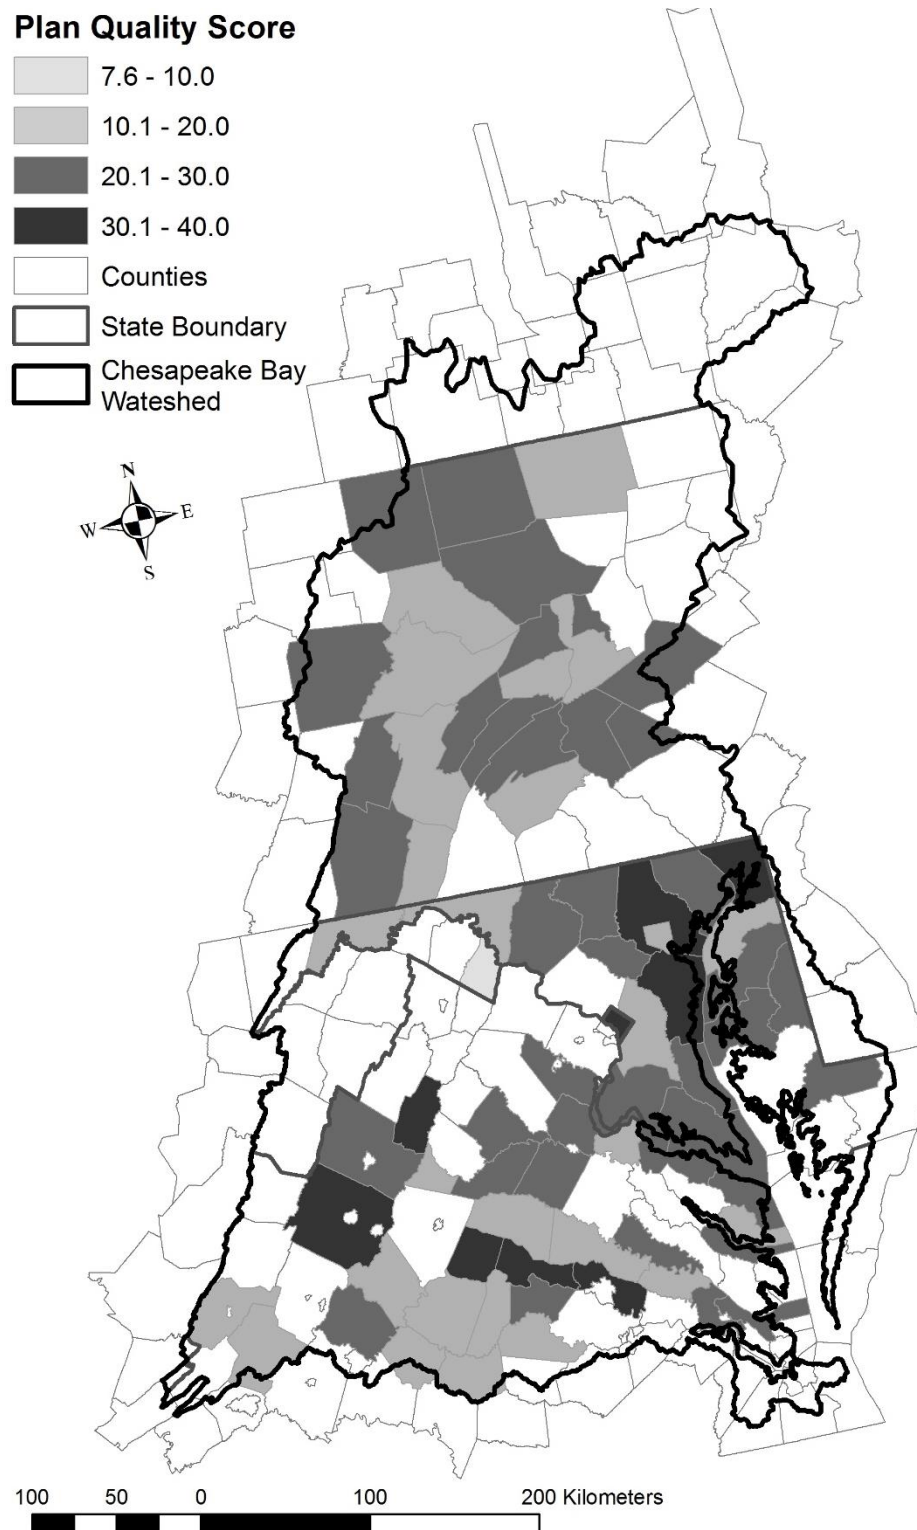 Plan Quality Score
7.6 - 10.0
10.1 - 20.0
20.1 - 30.0
30.1 - 40.0
Counties
State Boundary
Chesapeake Bay
Wateshed
N
W E
S
100 50 0 100 200 Kilometers